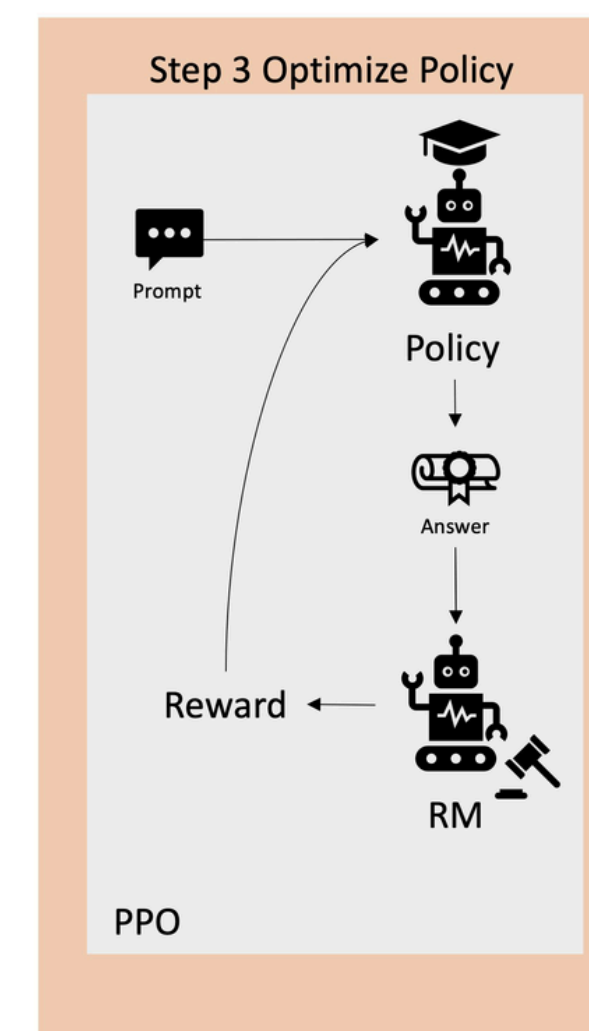 Step 3 Optimize Policy
Prompt
Policy
Answer
Reward
RM
PPO